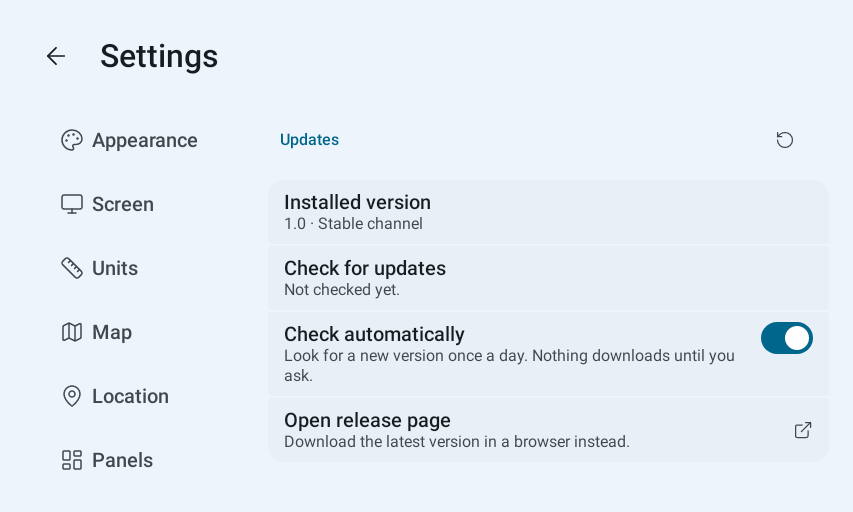 Settings
Appearance
Screen
Units
Map
Location
Panels
Updates
Installed version
1.0 · Stable channel
Check for updates
Not checked yet.
Check automatically
Look for a new version once a day. Nothing downloads until you
ask.
Open release page
Download the latest version in a browser instead.